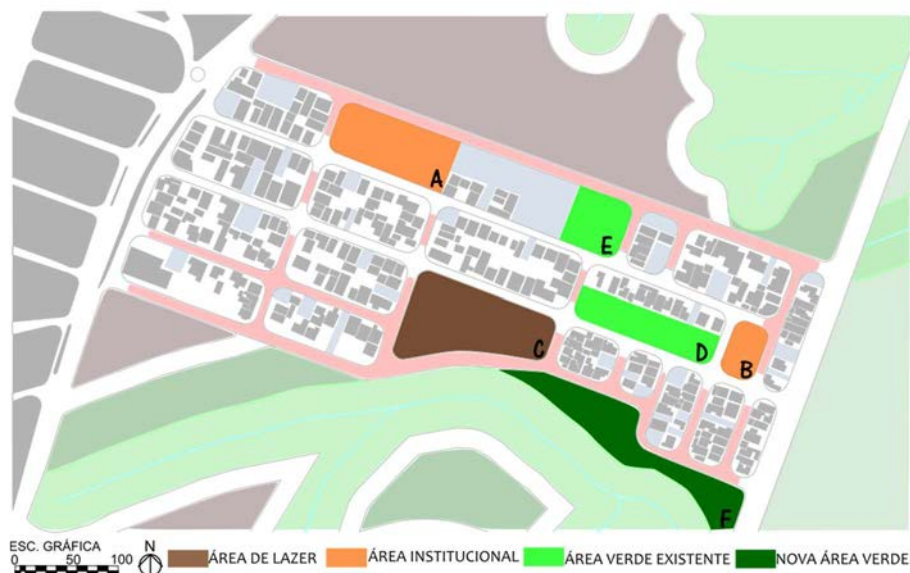 A
E
C
D
B
F
ESC. GRÁFICA
0 50 100
N
ÁREA DE LAZER
ÁREA INSTITUCIONAL
ÁREA VERDE EXISTENTE
NOVA ÁREA VERDE